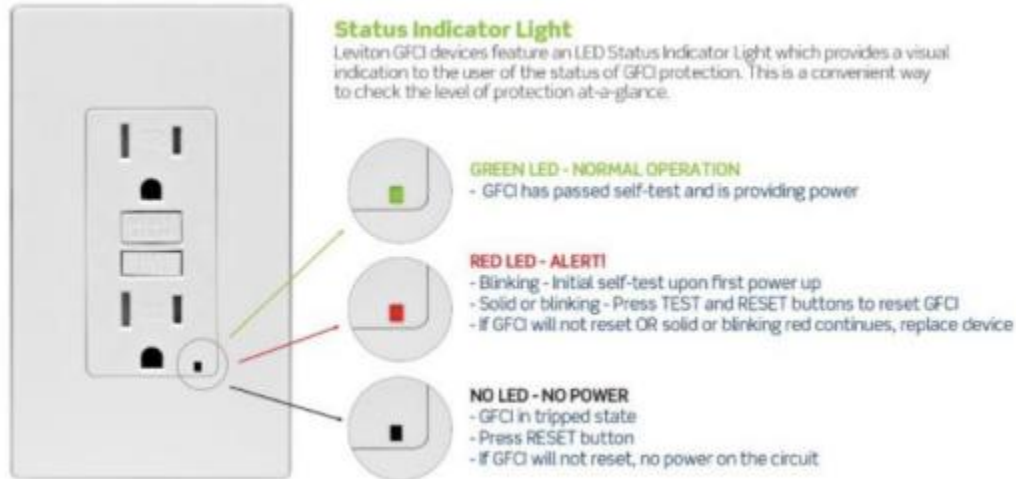 Status Indicator Light
Leviton GFCI devices feature an LED Status Indicator Light which provides a visual
indication to the user of the status of GFCI protection. This is a convenient way
to check the level of protection at-a-glance.
GREEN LED - NORMAL OPERATION
- GFCI has passed self-test and is providing power
RED LED - ALERT!
- Blinking - Initial self-test upon first power up
- Solid or blinking - Press TEST and RESET buttons to reset GFCI
- If GFCI will not reset OR solid or blinking red continues, replace device
NO LED - NO POWER
- GFCI in tripped state
- Press RESET button
- If GFCI will not reset, no power on the circuit